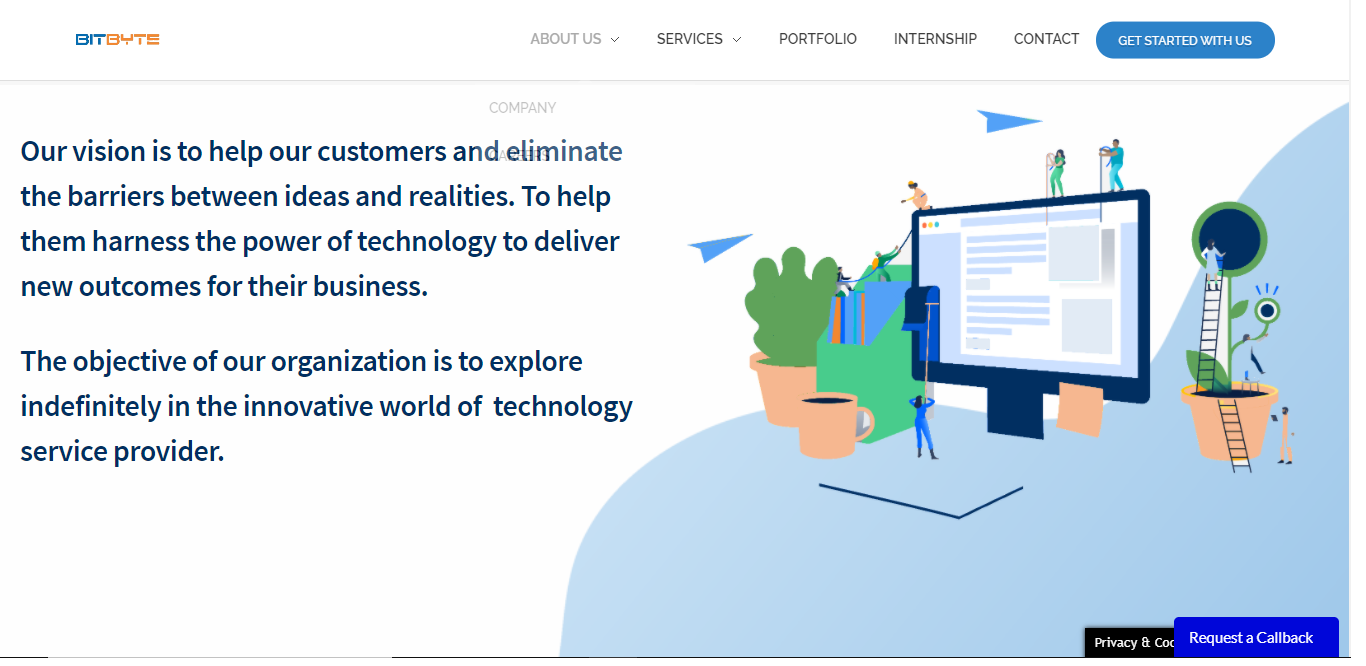 BITBYTE
ABOUT US
SERVICES
PORTFOLIO
INTERNSHIP
CONTACT
GET STARTED WITH US
COMPANY
CAREERS
Our vision is to help our customers and eliminate
the barriers between ideas and realities. To help
them harness the power of technology to deliver
new outcomes for their business.
The objective of our organization is to explore
indefinitely in the innovative world of technology
service provider.
Privacy & Coo
Request a Callback